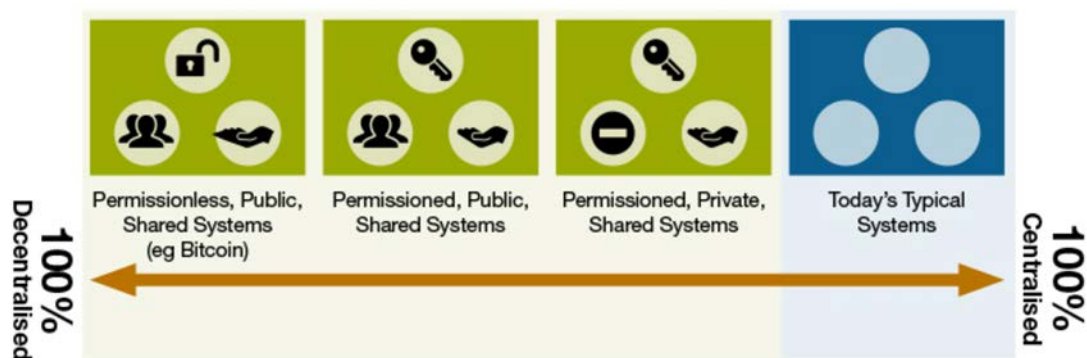 Permissionless, Public,
Shared Systems
(eg Bitcoin)
Permissioned, Public,
Shared Systems
Permissioned, Private,
Shared Systems
Today's Typical
Systems
100%
Decentralised
100%
Centralised